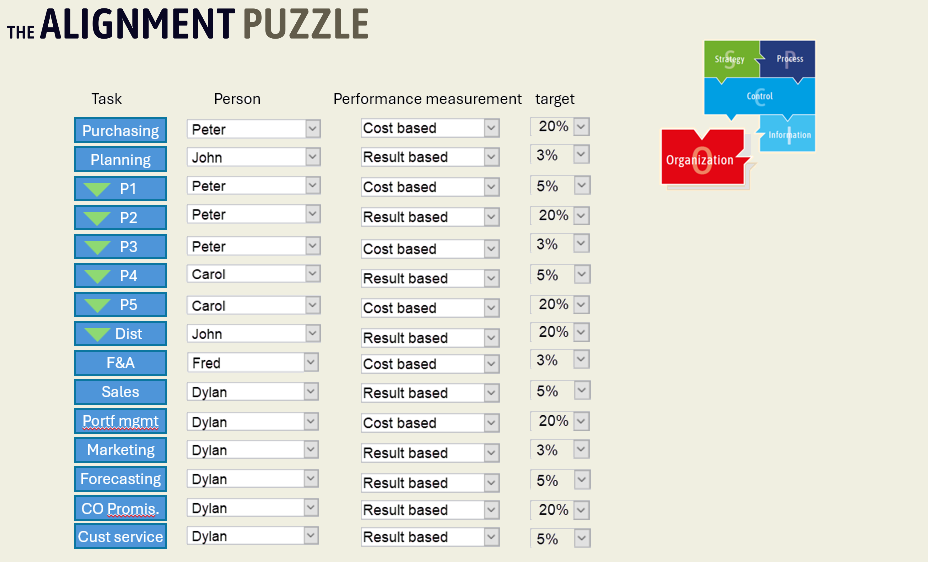 THE ALIGNMENT PUZZLE
S Strategy P Process
C Control
I Information
O Organization
Task Person Performance measurement target
Purchasing Peter Cost based 20%
Planning John Result based 3%
P1 Peter Cost based 5%
P2 Peter Result based 20%
P3 Peter Cost based 3%
P4 Carol Result based 5%
P5 Carol Cost based 20%
Dist John Result based 20%
F&A Fred Cost based 3%
Sales Dylan Result based 5%
Portf mgmt Dylan Cost based 20%
Marketing Dylan Result based 3%
Forecasting Dylan Result based 5%
CO Promis. Dylan Result based 20%
Cust service Dylan Result based 5%